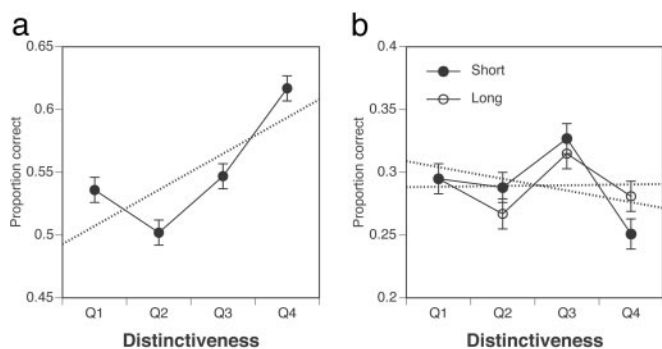 a
0.65
0.6
0.55
0.5
0.45
Proportion correct
Q1 Q2 Q3 Q4
Distinctiveness
b
0.4
0.35
0.3
0.25
0.2
Proportion correct
Short
Long
Q1 Q2 Q3 Q4
Distinctiveness